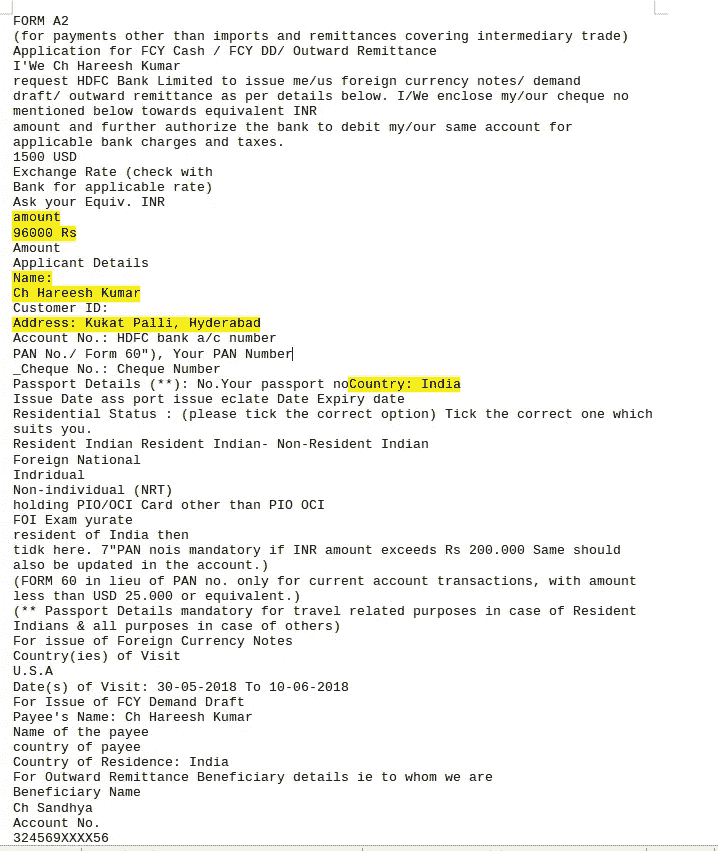 FORM A2
(for payments other than imports and remittances covering intermediary trade)
Application for FCY Cash / FCY DD/ Outward Remittance
I'We Ch Hareesh Kumar
request HDFC Bank Limited to issue me/us foreign currency notes/ demand
draft/ outward remittance as per details below. I/We enclose my/our cheque no
mentioned below towards equivalent INR
amount and further authorize the bank to debit my/our same account for
applicable bank charges and taxes.
1500 USD
Exchange Rate (check with
Bank for applicable rate)
Ask your Equiv. INR
amount
96000 Rs
Amount
Applicant Details
Name:
Ch Hareesh Kumar
Customer ID:
Address: Kukat Palli, Hyderabad
Account No.: HDFC bank a/c number
PAN No./ Form 60"), Your PAN Number
_Cheque No.: Cheque Number
Passport Details (**): No.Your passport noCountry: India
Issue Date ass port issue eclate Date Expiry date
Residential Status : (please tick the correct option) Tick the correct one which
suits you.
Resident Indian Resident Indian- Non-Resident Indian
Foreign National
Indridual
Non-individual (NRT)
holding PIO/OCI Card other than PIO OCI
FOI Exam yurate
resident of India then
tidk here. 7"PAN nois mandatory if INR amount exceeds Rs 200.000 Same should
also be updated in the account.)
(FORM 60 in lieu of PAN no. only for current account transactions, with amount
less than USD 25.000 or equivalent.)
(** Passport Details mandatory for travel related purposes in case of Resident
Indians & all purposes in case of others)
For issue of Foreign Currency Notes
Country(ies) of Visit
U.S.A
Date(s) of Visit: 30-05-2018 To 10-06-2018
For Issue of FCY Demand Draft
Payee's Name: Ch Hareesh Kumar
Name of the payee
country of payee
Country of Residence: India
For Outward Remittance Beneficiary details ie to whom we are
Beneficiary Name
Ch Sandhya
Account No.
324569XXXX56